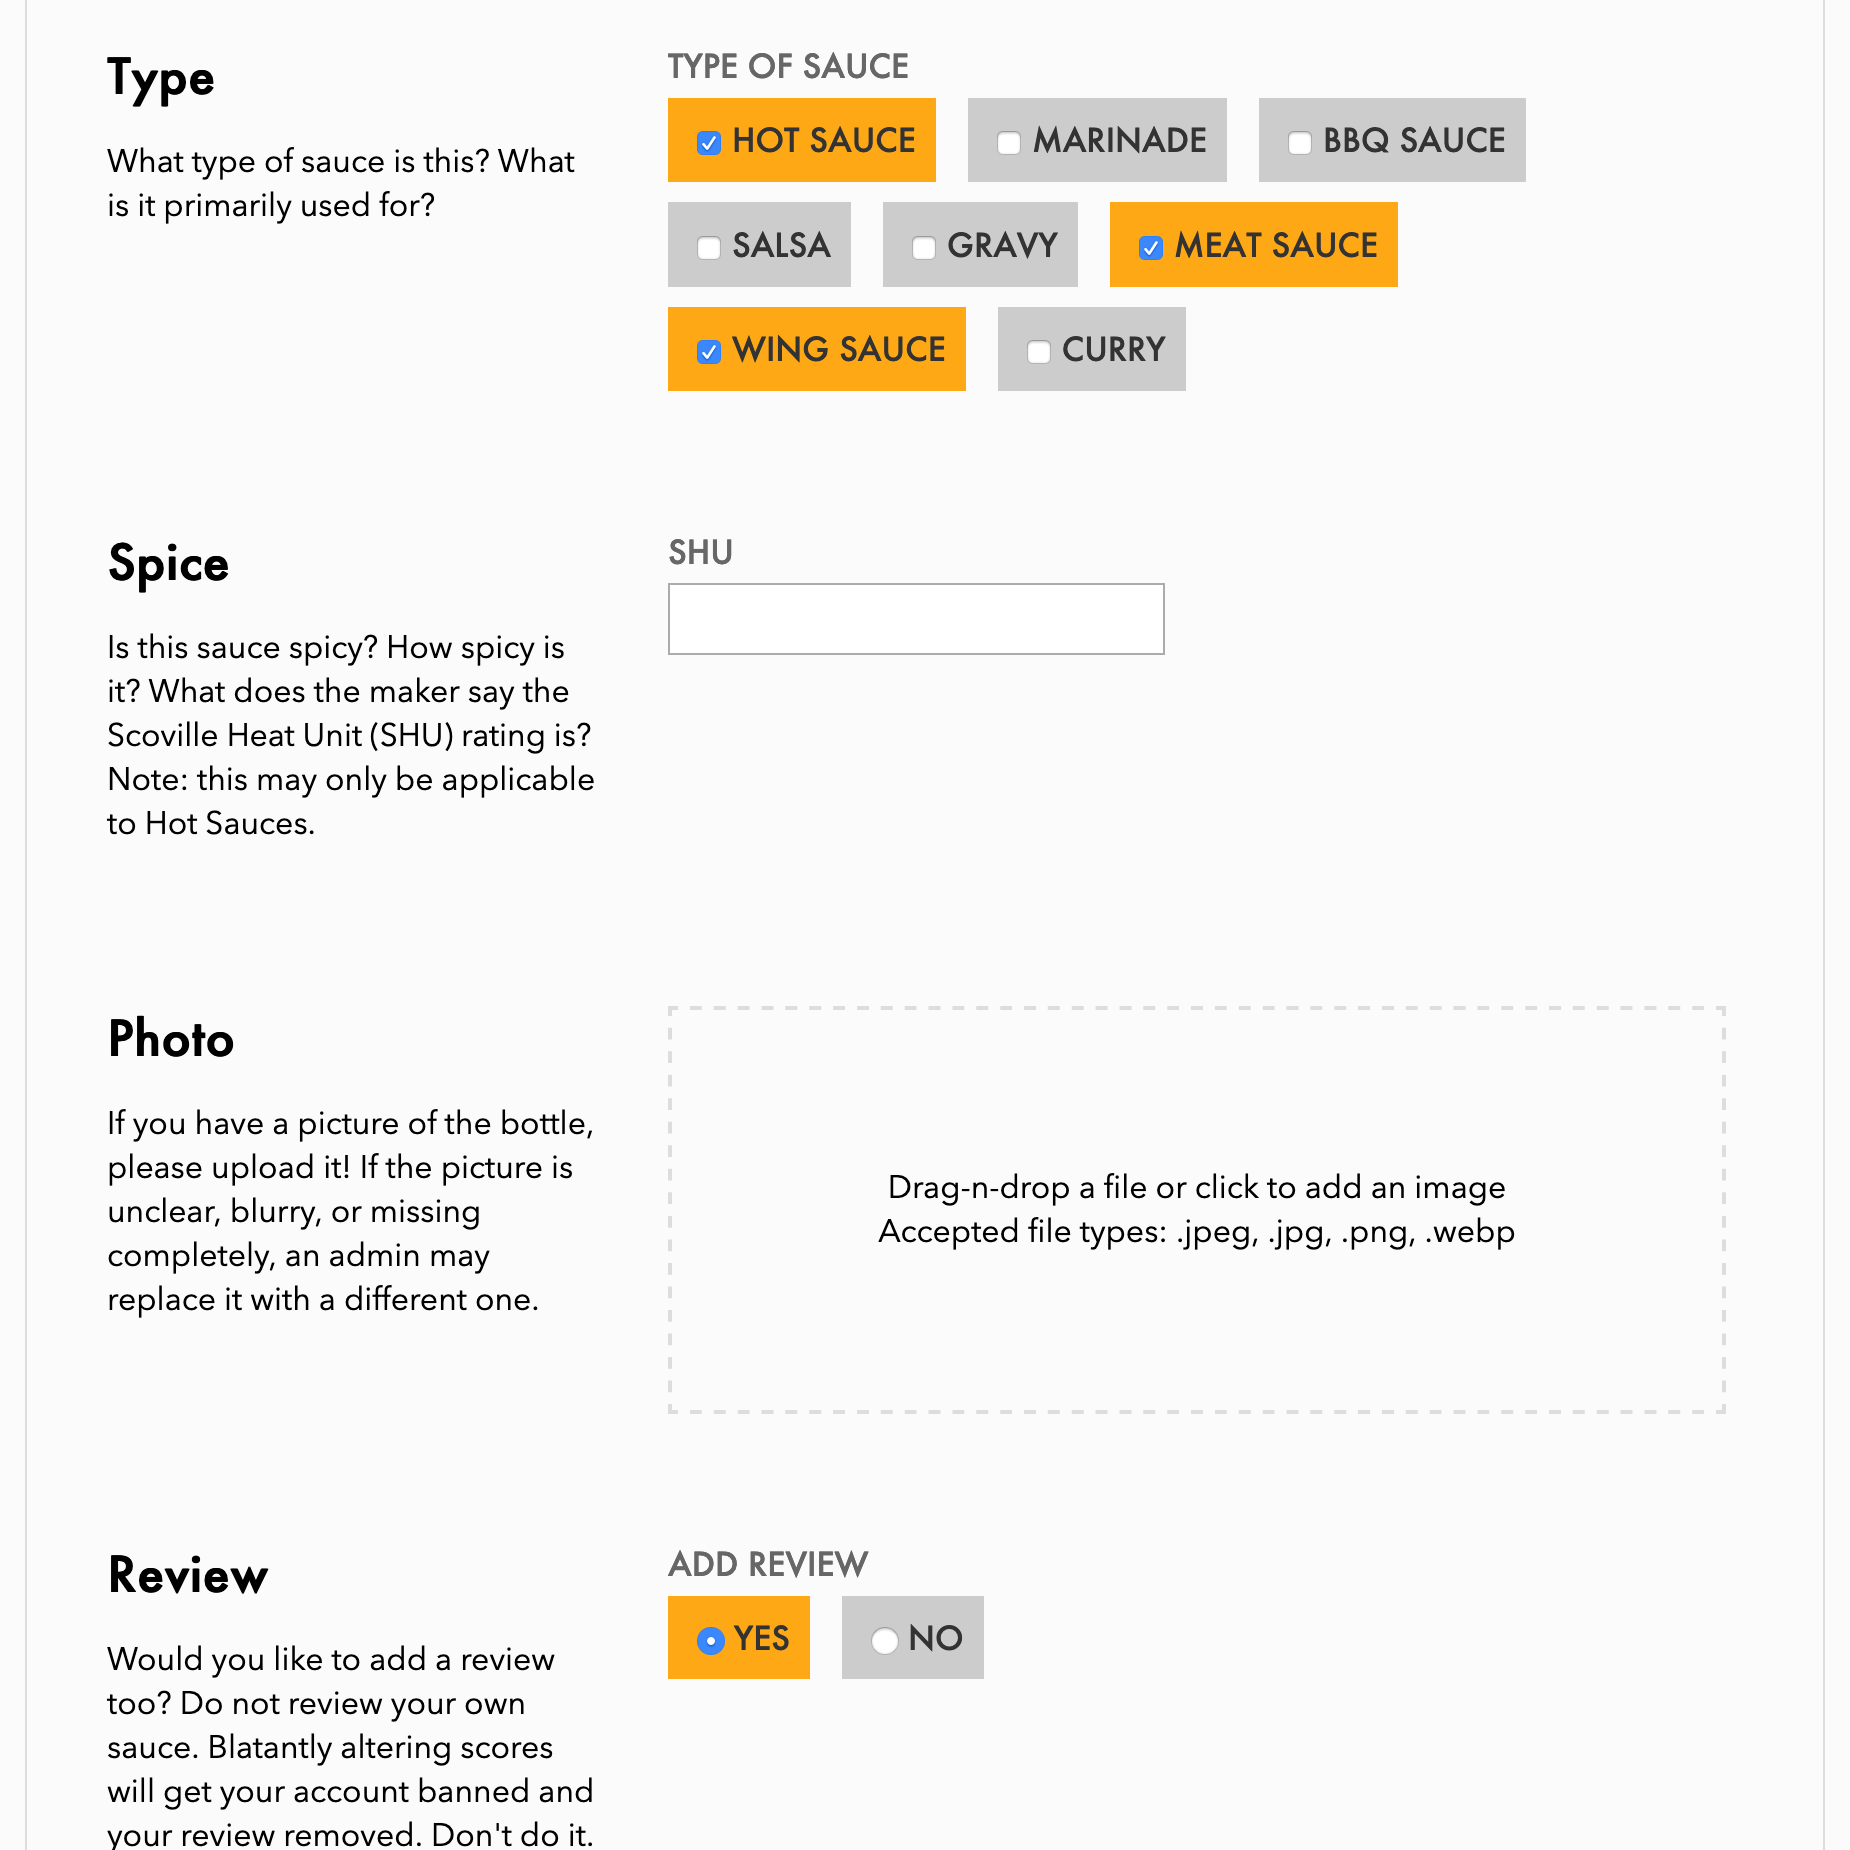 Type
What type of sauce is this? What
is it primarily used for?
TYPE OF SAUCE
HOT SAUCE
MARINADE
BBQ SAUCE
SALSA
GRAVY
MEAT SAUCE
WING SAUCE
CURRY
Spice
Is this sauce spicy? How spicy is
it? What does the maker say the
Scoville Heat Unit (SHU) rating is?
Note: this may only be applicable
to Hot Sauces.
SHU
Photo
If you have a picture of the bottle,
please upload it! If the picture is
unclear, blurry, or missing
completely, an admin may
replace it with a different one.
Drag-n-drop a file or click to add an image
Accepted file types: .jpeg, .jpg, .png, .webp
Review
Would you like to add a review
too? Do not review your own
sauce. Blatantly altering scores
will get your account banned and
your review removed. Don't do it.
ADD REVIEW
YES
NO